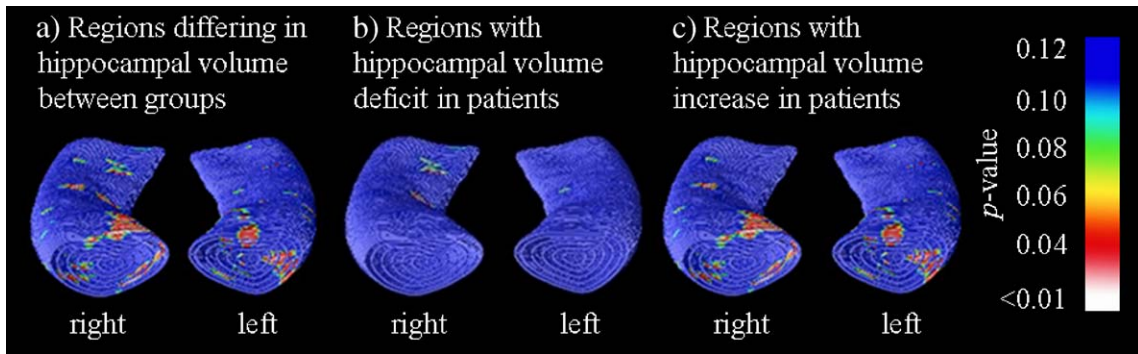 a) Regions differing in
hippocampal volume
between groups
b) Regions with
hippocampal volume
deficit in patients
c) Regions with
hippocampal volume
increase in patients
right
left
right
left
right
left
p-value
0.12
0.10
0.08
0.06
0.04
<0.01